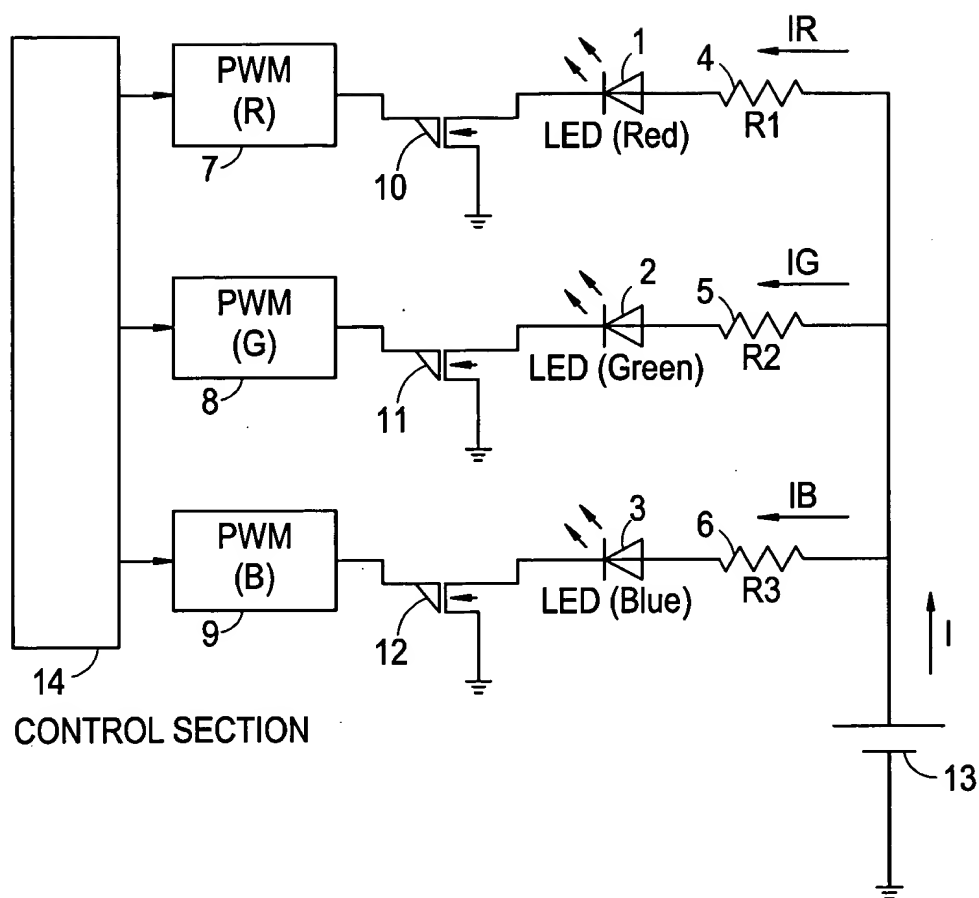 IR
PWM
(R)
1
4
LED (Red)
R1
7
10
IG
PWM
(G)
2
5
LED (Green)
R2
8
11
IB
PWM
(B)
3
6
LED (Blue)
R3
9
12
I
14
CONTROL SECTION
13